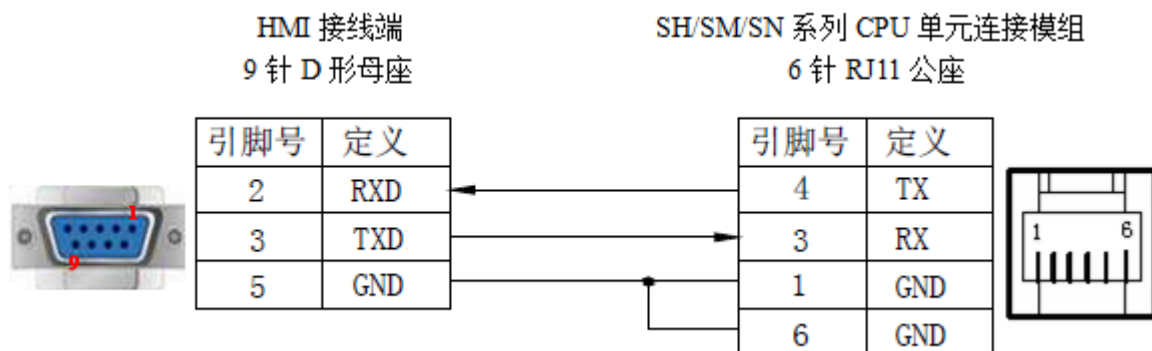 HMI 接线端
9 针 D 形母座
SH/SM/SN 系列 CPU 单元连接模组
6 针 RJ11 公座
引脚号 定义
2 RXD
3 TXD
5 GND
引脚号 定义
4 TX
3 RX
1 GND
6 GND
1
9
1 6